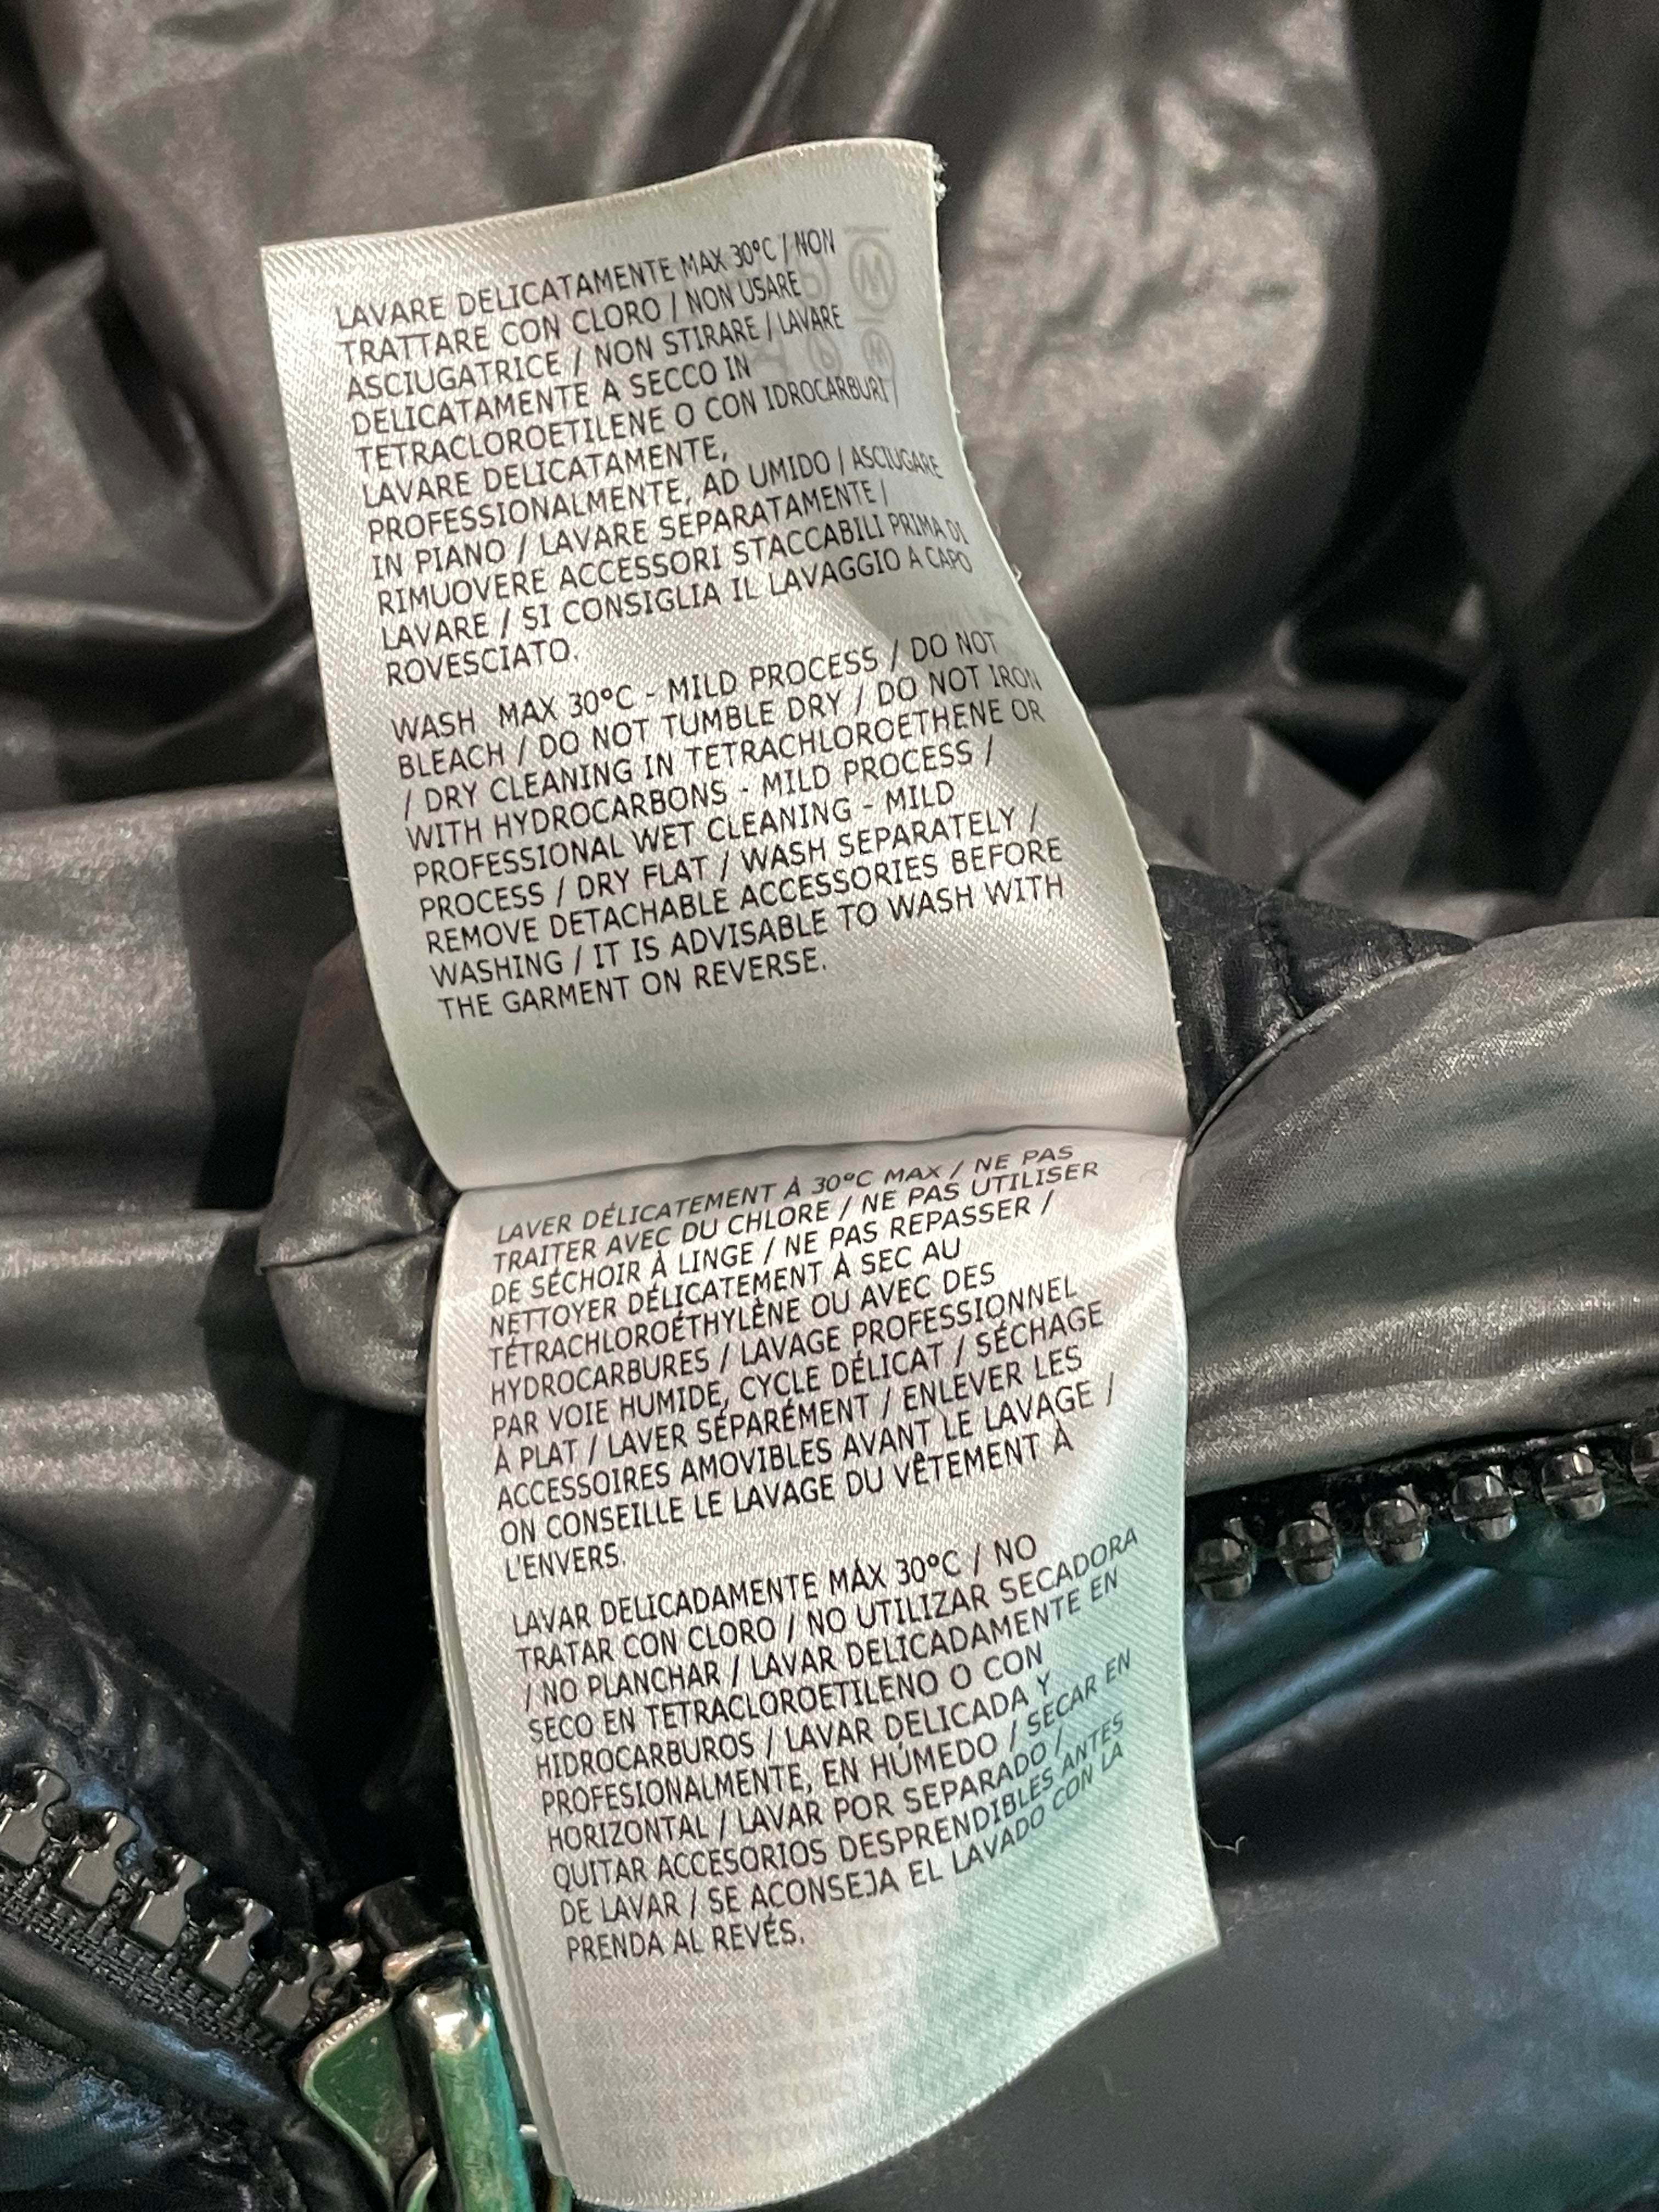 LAVARE DELICATAMENTE MAX 30°C / NON
TRATTARE CON CLORO / NON USARE
ASCIUGATRICE / NON STIRARE / LAVARE
DELICATAMENTE A SECCO IN
TETRACLOROETILENE O CON IDROCARBURI /
LAVARE DELICATAMENTE,
PROFESSIONALMENTE, AD UMIDO / ASCIUGARE
IN PIANO / LAVARE SEPARATAMENTE /
RIMUOVERE ACCESSORI STACCABILI PRIMA DI
LAVARE / SI CONSIGLIA IL LAVAGGIO A CAPO
ROVESCIATO.
WASH MAX 30°C - MILD PROCESS / DO NOT
BLEACH / DO NOT TUMBLE DRY / DO NOT IRON
/ DRY CLEANING IN TETRACHLOROETHENE OR
WITH HYDROCARBONS - MILD PROCESS /
PROFESSIONAL WET CLEANING - MILD
PROCESS / DRY FLAT / WASH SEPARATELY /
REMOVE DETACHABLE ACCESSORIES BEFORE
WASHING / IT IS ADVISABLE TO WASH WITH
THE GARMENT ON REVERSE.
LAVER DÉLICATEMENT À 30°C MAX / NE PAS
TRAITER AVEC DU CHLORE / NE PAS UTILISER
DE SÉCHOIR À LINGE / NE PAS REPASSER /
NETTOYER DÉLICATEMENT À SEC AU
TÉTRACHLOROÉTHYLÈNE OU AVEC DES
HYDROCARBURES / LAVAGE PROFESSIONNEL
PAR VOIE HUMIDE, CYCLE DÉLICAT / SÉCHAGE
À PLAT / LAVER SÉPARÉMENT / ENLEVER LES
ACCESSOIRES AMOVIBLES AVANT LE LAVAGE /
ON CONSEILLE LE LAVAGE DU VÊTEMENT À
L'ENVERS.
LAVAR DELICADAMENTE MÁX 30°C / NO
TRATAR CON CLORO / NO UTILIZAR SECADORA
/ NO PLANCHAR / LAVAR DELICADAMENTE EN
SECO EN TETRACLOROETILENO O CON
HIDROCARBUROS / LAVAR DELICADA Y
PROFESIONALMENTE, EN HÚMEDO / SECAR EN
HORIZONTAL / LAVAR POR SEPARADO /
QUITAR ACCESORIOS DESPRENDIBLES ANTES
DE LAVAR / SE ACONSEJA EL LAVADO CON LA
PRENDA AL REVÉS.